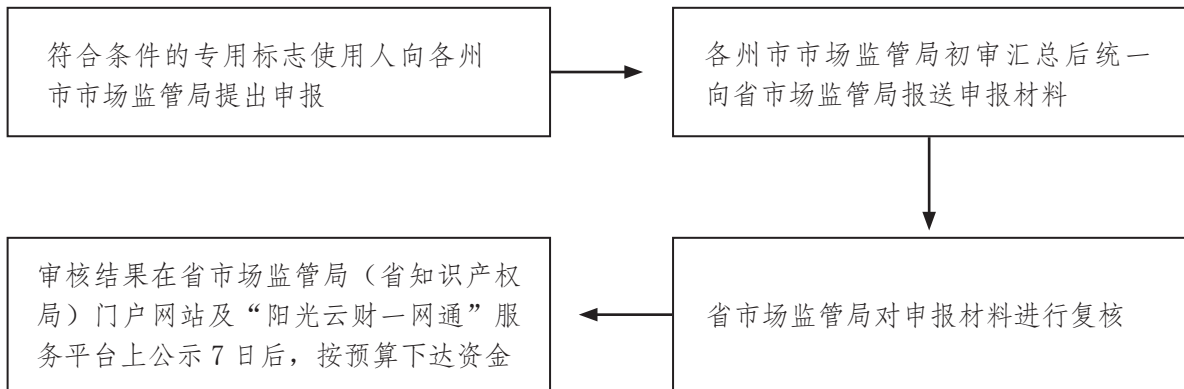 符合条件的专用标志使用人向各州
市市场监管局提出申报
各州市市场监管局初审汇总后统一
向省市场监管局报送申报材料
省市场监管局对申报材料进行复核
审核结果在省市场监管局（省知识产权
局）门户网站及“阳光云财一网通”服
务平台上公示 7 日后，按预算下达资金